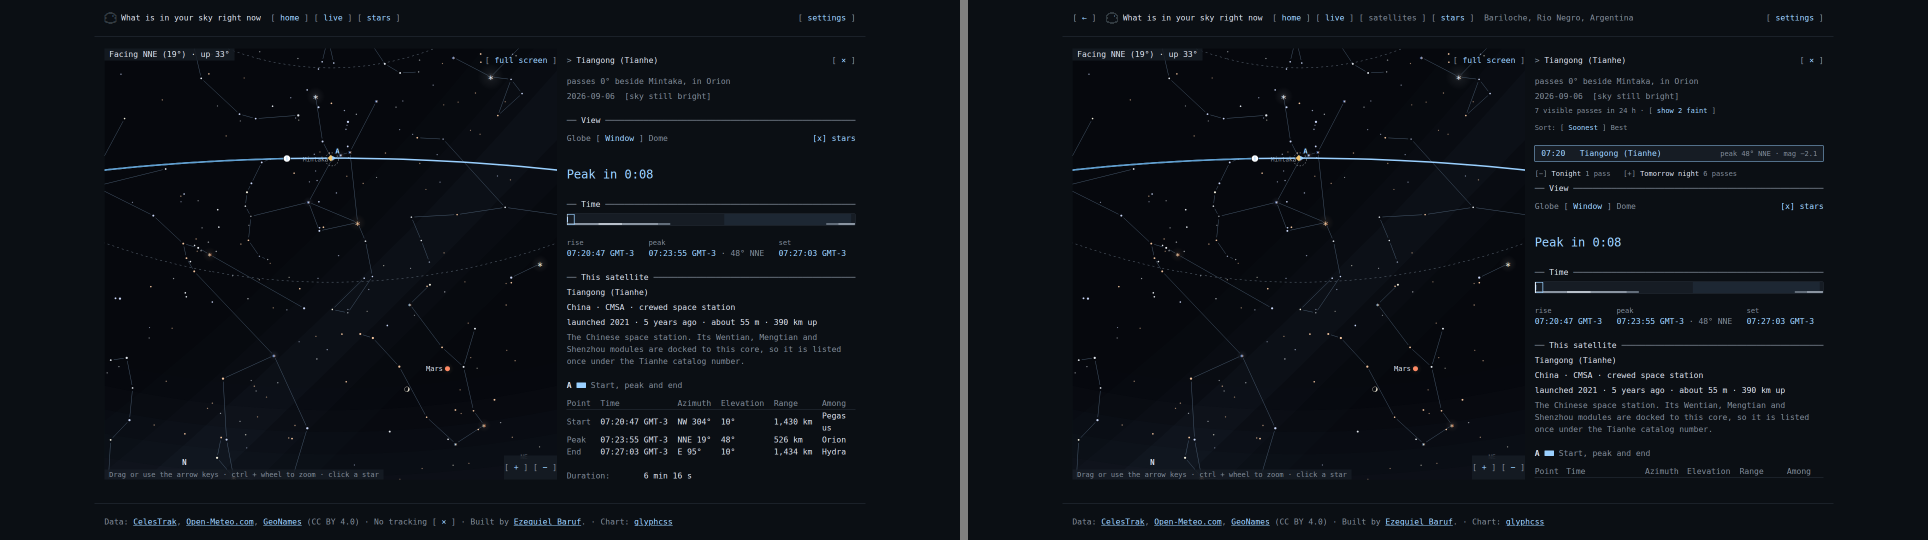 What is in your sky right now [ home ] [ live ] [ stars ] [ settings ]
Facing NNE (19°) · up 33°
[ full screen ]
Mintaka
A
Mars
N
[ + ] [ − ]
Drag or use the arrow keys · ctrl + wheel to zoom · click a star
> Tiangong (Tianhe) [ × ]
passes 0° beside Mintaka, in Orion
2026-09-06 [sky still bright]
View
Globe [ Window ] Dome [x] stars
Peak in 0:08
Time
rise peak set
07:20:47 GMT-3 07:23:55 GMT-3 · 48° NNE 07:27:03 GMT-3
This satellite
Tiangong (Tianhe)
China · CMSA · crewed space station
launched 2021 · 5 years ago · about 55 m · 390 km up
The Chinese space station. Its Wentian, Mengtian and
Shenzhou modules are docked to this core, so it is listed
once under the Tianhe catalog number.
A Start, peak and end
Point Time Azimuth Elevation Range Among
Start 07:20:47 GMT-3 NW 304° 10° 1,430 km Pegas
us
Peak 07:23:55 GMT-3 NNE 19° 48° 526 km Orion
End 07:27:03 GMT-3 E 95° 10° 1,434 km Hydra
Duration: 6 min 16 s
Data: CelesTrak, Open-Meteo.com, GeoNames (CC BY 4.0) · No tracking [ × ] · Built by Ezequiel Baruf. · Chart: glyphcss
[ ← ] What is in your sky right now [ home ] [ live ] [ satellites ] [ stars ] Bariloche, Rio Negro, Argentina [ settings ]
Facing NNE (19°) · up 33°
[ full screen ]
Mintaka
A
Mars
N
[ + ] [ − ]
Drag or use the arrow keys · ctrl + wheel to zoom · click a star
> Tiangong (Tianhe) [ × ]
passes 0° beside Mintaka, in Orion
2026-09-06 [sky still bright]
7 visible passes in 24 h · [ show 2 faint ]
Sort: [ Soonest ] Best
07:20 Tiangong (Tianhe) peak 48° NNE · mag −2.1
[−] Tonight 1 pass [+] Tomorrow night 6 passes
View
Globe [ Window ] Dome [x] stars
Peak in 0:08
Time
rise peak set
07:20:47 GMT-3 07:23:55 GMT-3 · 48° NNE 07:27:03 GMT-3
This satellite
Tiangong (Tianhe)
China · CMSA · crewed space station
launched 2021 · 5 years ago · about 55 m · 390 km up
The Chinese space station. Its Wentian, Mengtian and
Shenzhou modules are docked to this core, so it is listed
once under the Tianhe catalog number.
A Start, peak and end
Point Time Azimuth Elevation Range Among
Data: CelesTrak, Open-Meteo.com, GeoNames (CC BY 4.0) · Built by Ezequiel Baruf. · Chart: glyphcss